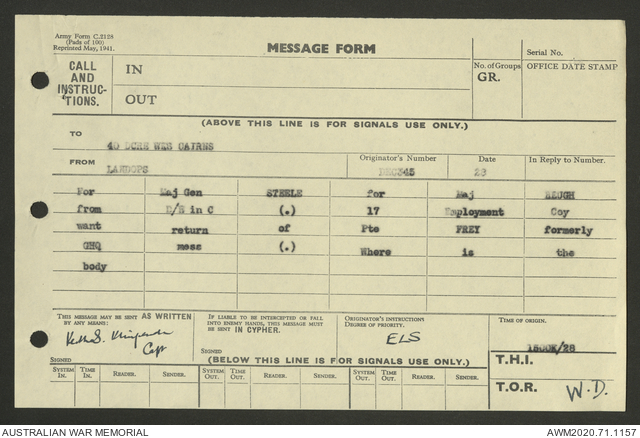 Army Form C.2128
(Pads of 100)
Reprinted May, 1941.
MESSAGE FORM
Serial No.
CALL
AND
INSTRUC-
TIONS.
IN
OUT
No. of Groups
GR.
OFFICE DATE STAMP
(ABOVE THIS LINE IS FOR SIGNALS USE ONLY.)
TO
40 DCRE WKS CAIRNS
FROM
LANDOPS
Originator's Number
DEC345
Date
28
In Reply to Number.
For Maj Gen STEELE for Maj HAUGH
from D/E in C (.) 17 Employment Coy
want return of Pte FREY formerly
GHQ mess (.) Where is the
body
THIS MESSAGE MAY BE SENT AS WRITTEN
BY ANY MEANS:
Capt
SIGNED
IF LIABLE TO BE INTERCEPTED OR FALL
INTO ENEMY HANDS, THIS MESSAGE MUST
BE SENT IN CYPHER.
SIGNED
ORIGINATOR'S INSTRUCTIONS
DEGREE OF PRIORITY.
ELS
TIME OF ORIGIN.
1500K/28
T.H.I.
T.O.R.
W.D.
(BELOW THIS LINE IS FOR SIGNALS USE ONLY.)
SYSTEM IN. TIME IN. READER. SENDER. SYSTEM OUT. TIME OUT. READER. SENDER. SYSTEM OUT. TIME OUT. READER. SENDER.
AUSTRALIAN WAR MEMORIAL
AWM2020.71.1157